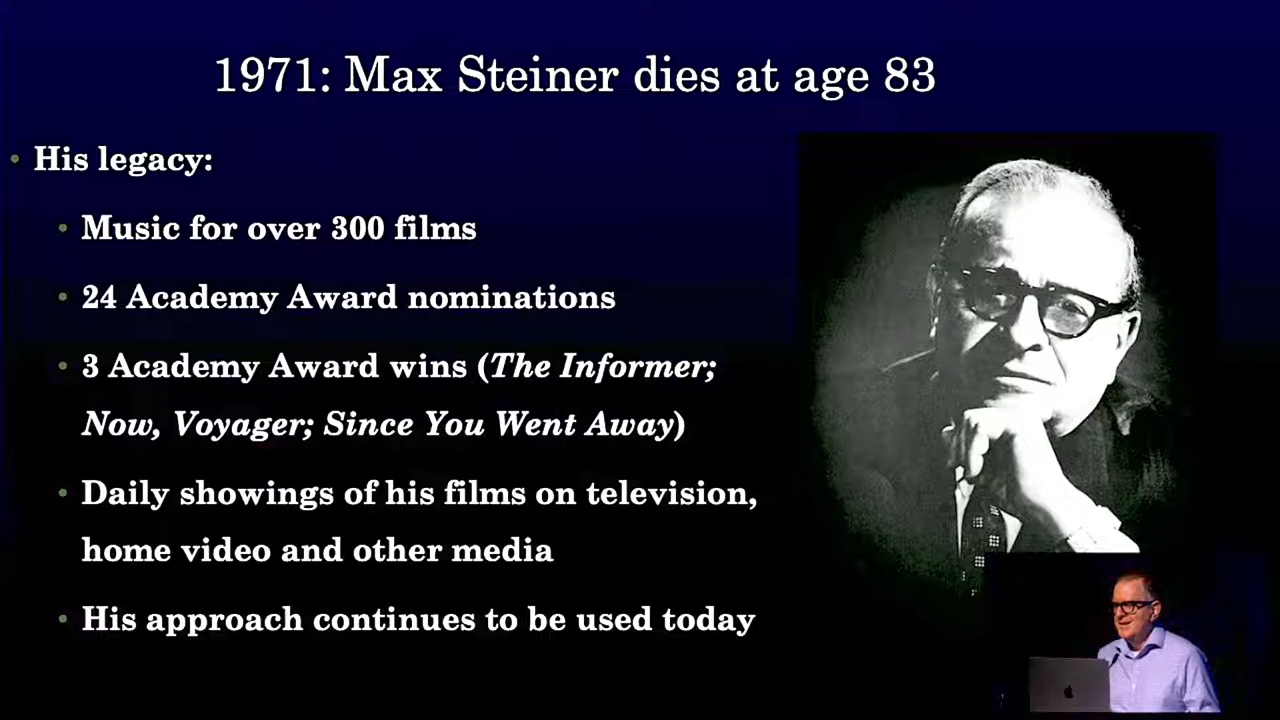 1971: Max Steiner dies at age 83
• His legacy:
• Music for over 300 films
• 24 Academy Award nominations
• 3 Academy Award wins (The Informer;
Now, Voyager; Since You Went Away)
• Daily showings of his films on television,
home video and other media
• His approach continues to be used today